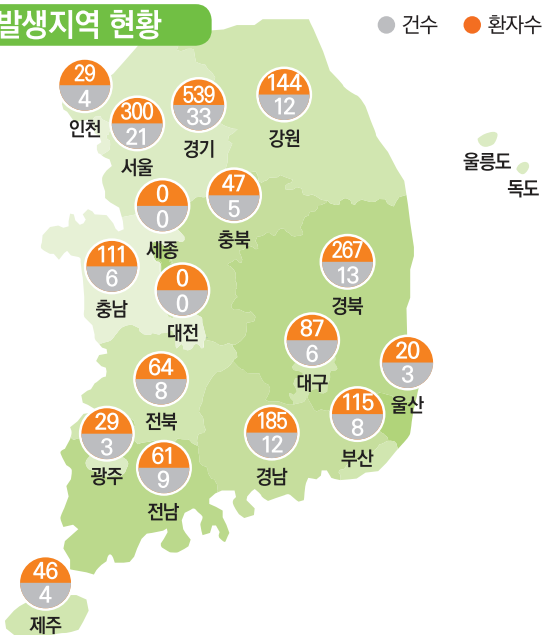 발생지역 현황
건수 환자수
29
4
인천
300
21
서울
539
33
경기
144
12
강원
울릉도
독도
0
0
세종
47
5
충북
111
6
충남
0
0
대전
267
13
경북
87
6
대구
20
3
울산
64
8
전북
115
8
부산
29
3
광주
61
9
전남
185
12
경남
46
4
제주